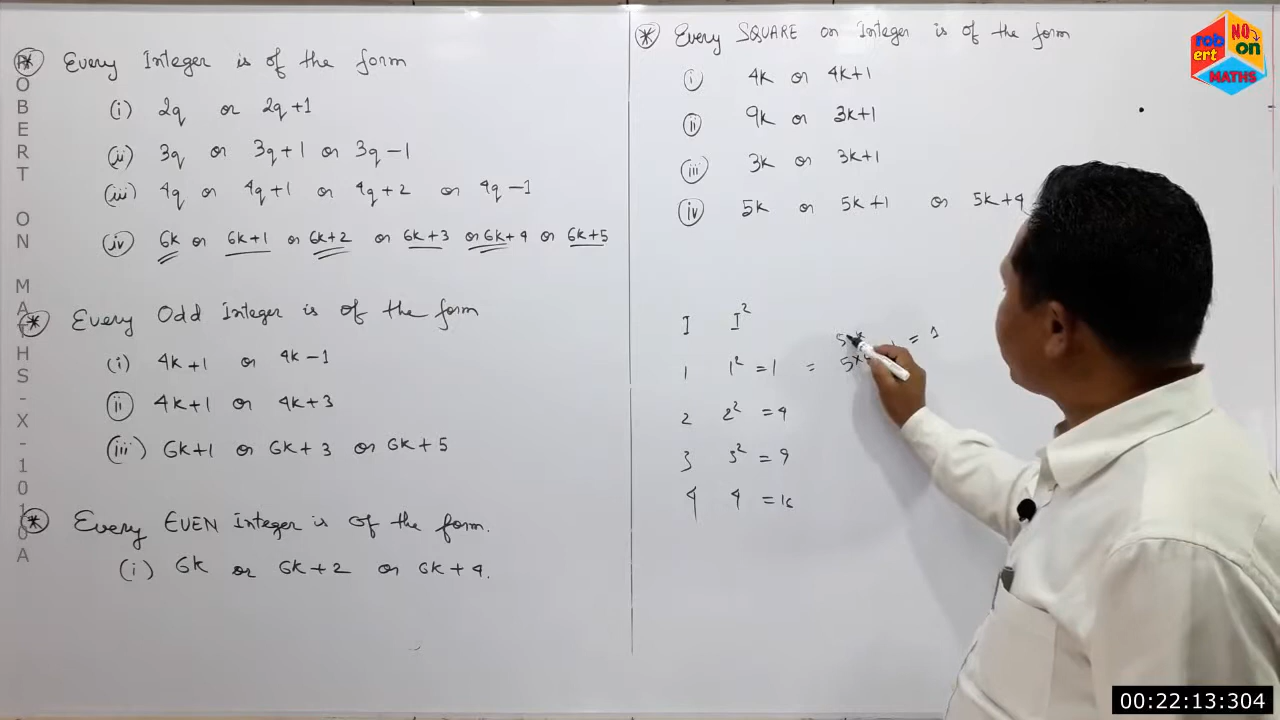 Every Integer is of the form
(i) 2q or 2q+1
(ii) 3q or 3q+1 or 3q-1
(iii) 4q or 4q+1 or 4q+2 or 4q-1
(iv) 6k or 6k+1 or 6k+2 or 6k+3 or 6k+4 or 6k+5
Every Odd Integer is of the form
(i) 4k+1 4k-1
(ii) 4k+1 or 4k+3
(iii) 6k+1 or 6k+3 or 6k+5
Every EVEN Integer is of the form.
(i) 6k or 6k+2 or 6k+4.
Every SQUARE on Integer is of the form
(i) 4k or 4k+1
(ii) 9k or 3k+1
(iii) 3k or 3k+1
(iv) 5k or 5k+1 or 5k+4
I I²
1 1² = 1 =
= 1
2 2² = 4
3 3² = 9
4 4 = 16
robert NO on MATHS
ROBERT ON MATHS-X-1010A
00:22:13:304